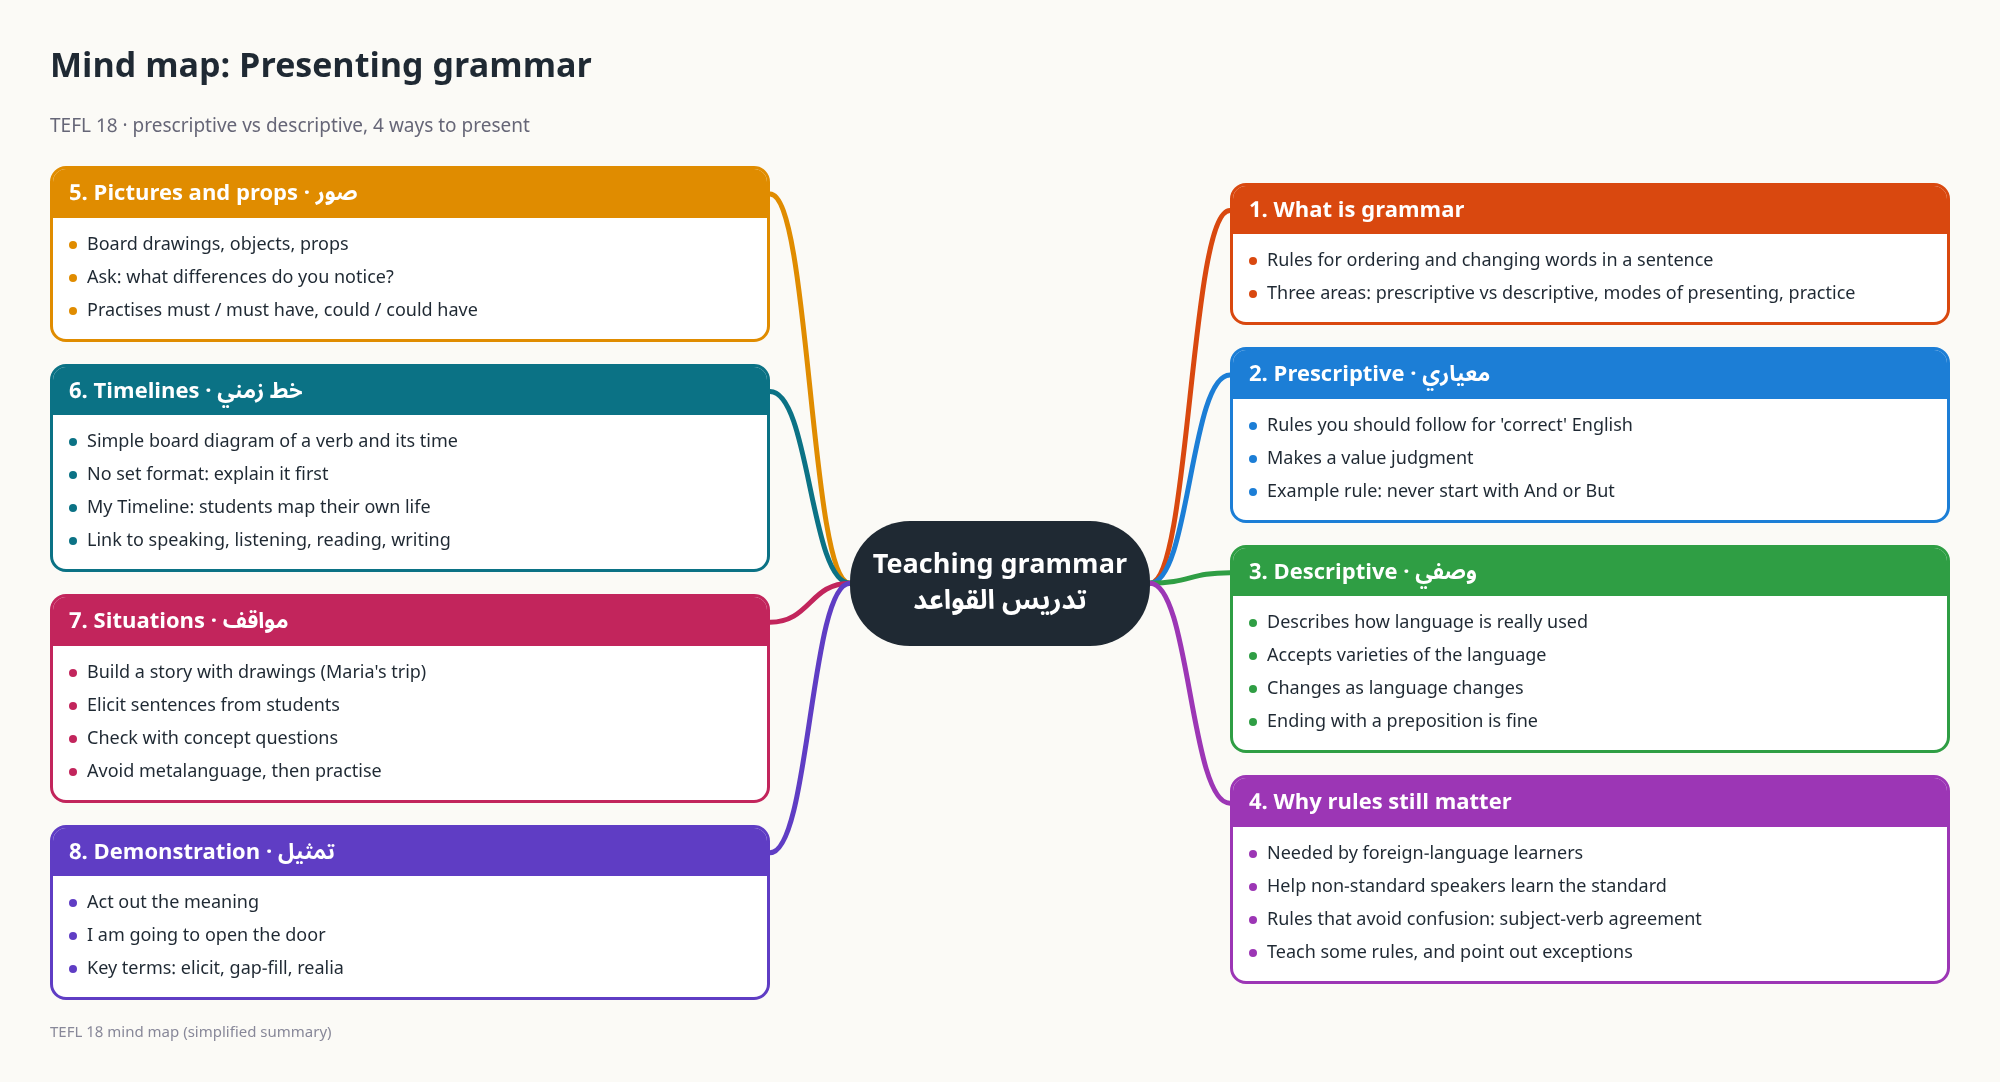 Mind map: Presenting grammar
TEFL 18 · prescriptive vs descriptive, 4 ways to present
5. Pictures and props · صور
Board drawings, objects, props
Ask: what differences do you notice?
Practises must / must have, could / could have
6. Timelines · خط زمني
Simple board diagram of a verb and its time
No set format: explain it first
My Timeline: students map their own life
Link to speaking, listening, reading, writing
7. Situations · مواقف
Build a story with drawings (Maria's trip)
Elicit sentences from students
Check with concept questions
Avoid metalanguage, then practise
8. Demonstration · تمثيل
Act out the meaning
I am going to open the door
Key terms: elicit, gap-fill, realia
Teaching grammar
تدريس القواعد
1. What is grammar
Rules for ordering and changing words in a sentence
Three areas: prescriptive vs descriptive, modes of presenting, practice
2. Prescriptive · معياري
Rules you should follow for 'correct' English
Makes a value judgment
Example rule: never start with And or But
3. Descriptive · وصفي
Describes how language is really used
Accepts varieties of the language
Changes as language changes
Ending with a preposition is fine
4. Why rules still matter
Needed by foreign-language learners
Help non-standard speakers learn the standard
Rules that avoid confusion: subject-verb agreement
Teach some rules, and point out exceptions
TEFL 18 mind map (simplified summary)